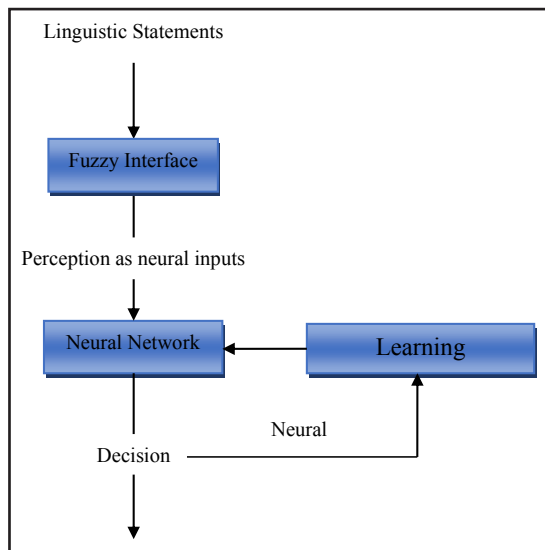 Linguistic Statements
Fuzzy Interface
Perception as neural inputs
Neural Network
Learning
Neural
Decision